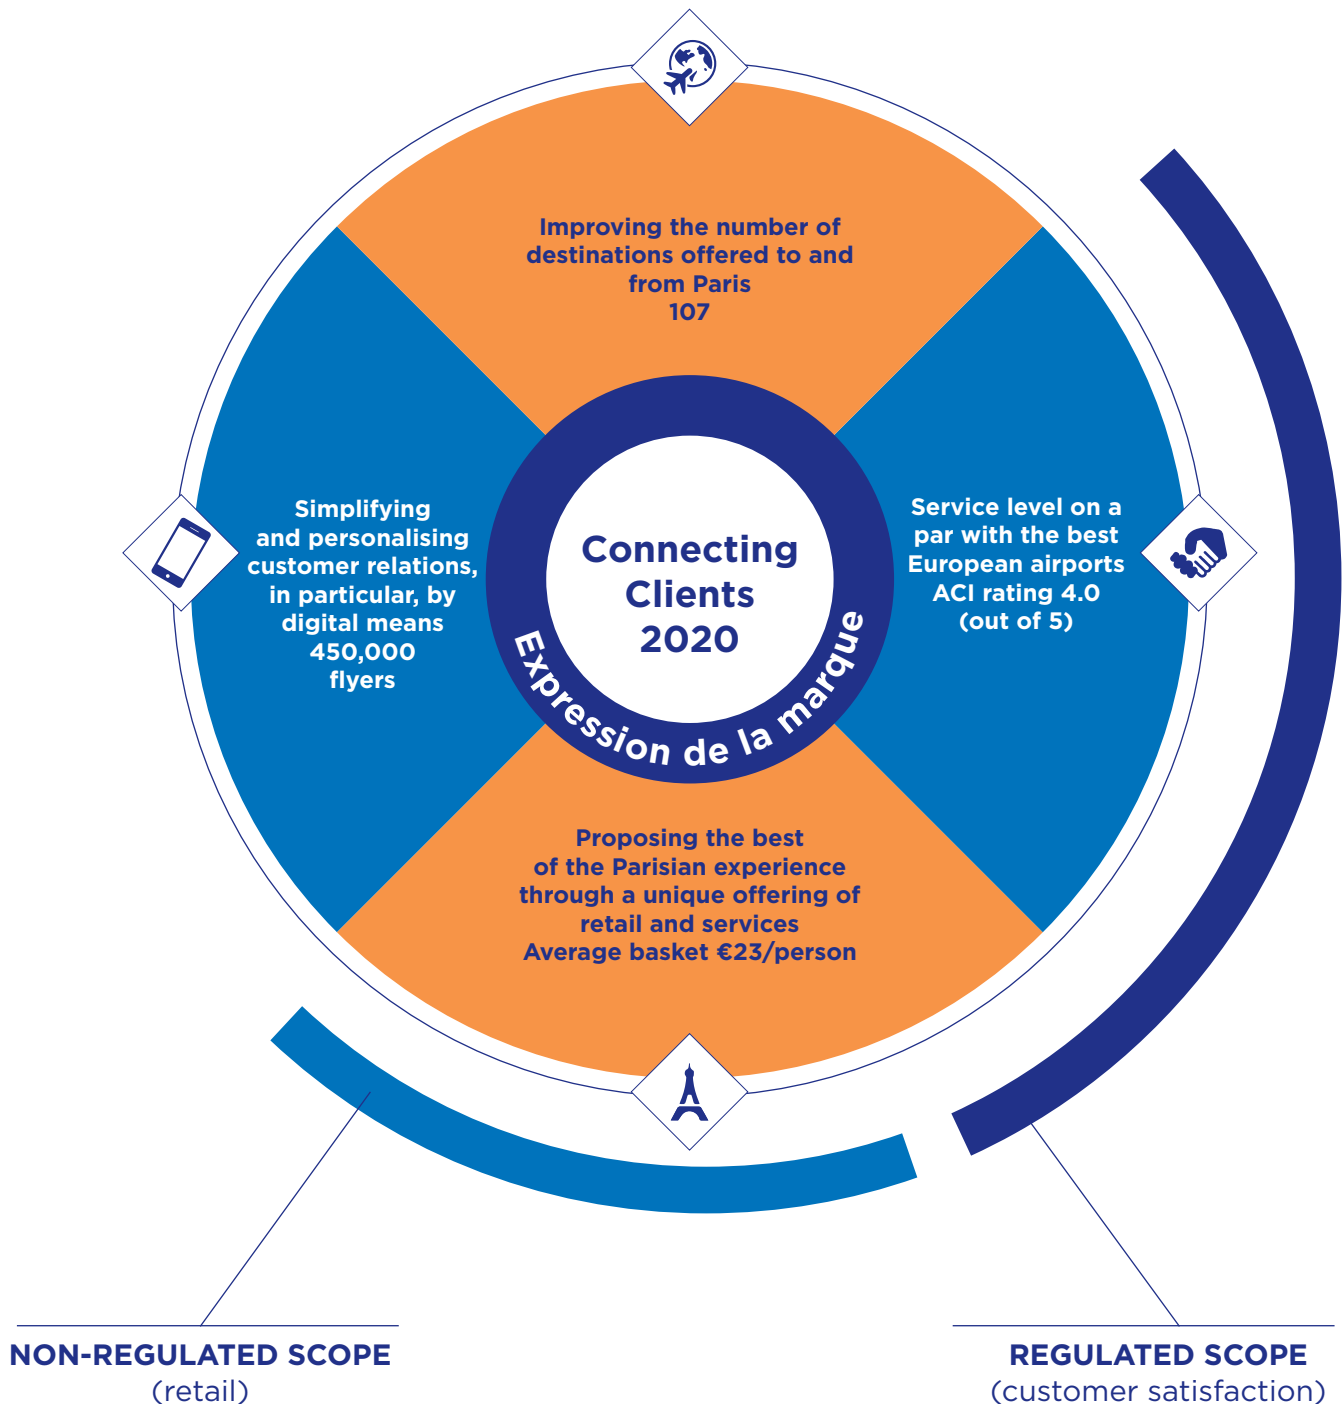 Improving the number of
destinations offered to and
from Paris
107
Simplifying
and personalising
customer relations,
in particular, by
digital means
450,000
flyers
Connecting
Clients
2020
Expression de la marque
Service level on a
par with the best
European airports
ACI rating 4.0
(out of 5)
Proposing the best
of the Parisian experience
through a unique offering of
retail and services
Average basket €23/person
NON-REGULATED SCOPE
(retail)
REGULATED SCOPE
(customer satisfaction)